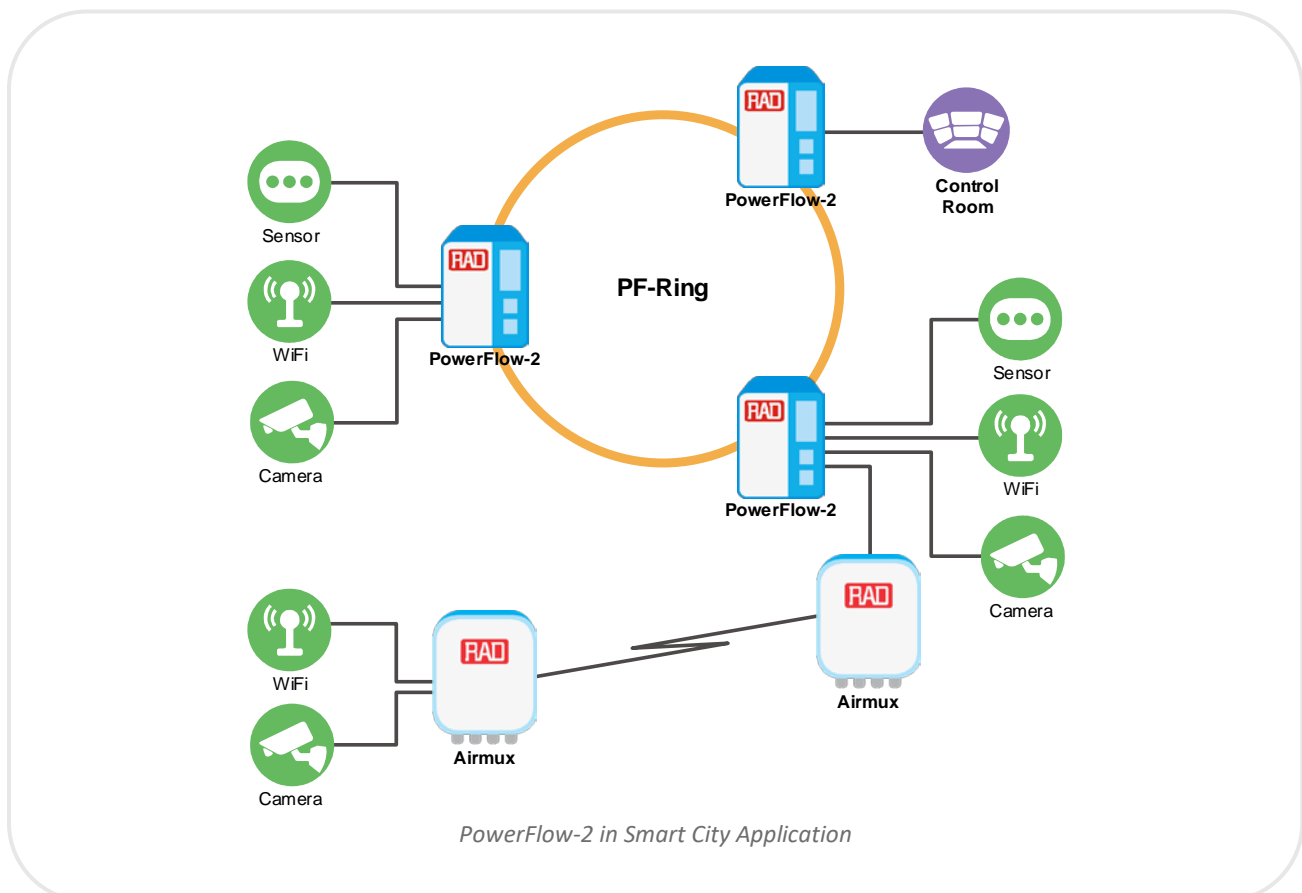 RAD
PowerFlow-2
Control
Room
Sensor
RAD
PowerFlow-2
WiFi
Camera
PF-Ring
Sensor
RAD
PowerFlow-2
WiFi
Camera
RAD
Airmux
WiFi
RAD
Airmux
Camera
PowerFlow-2 in Smart City Application